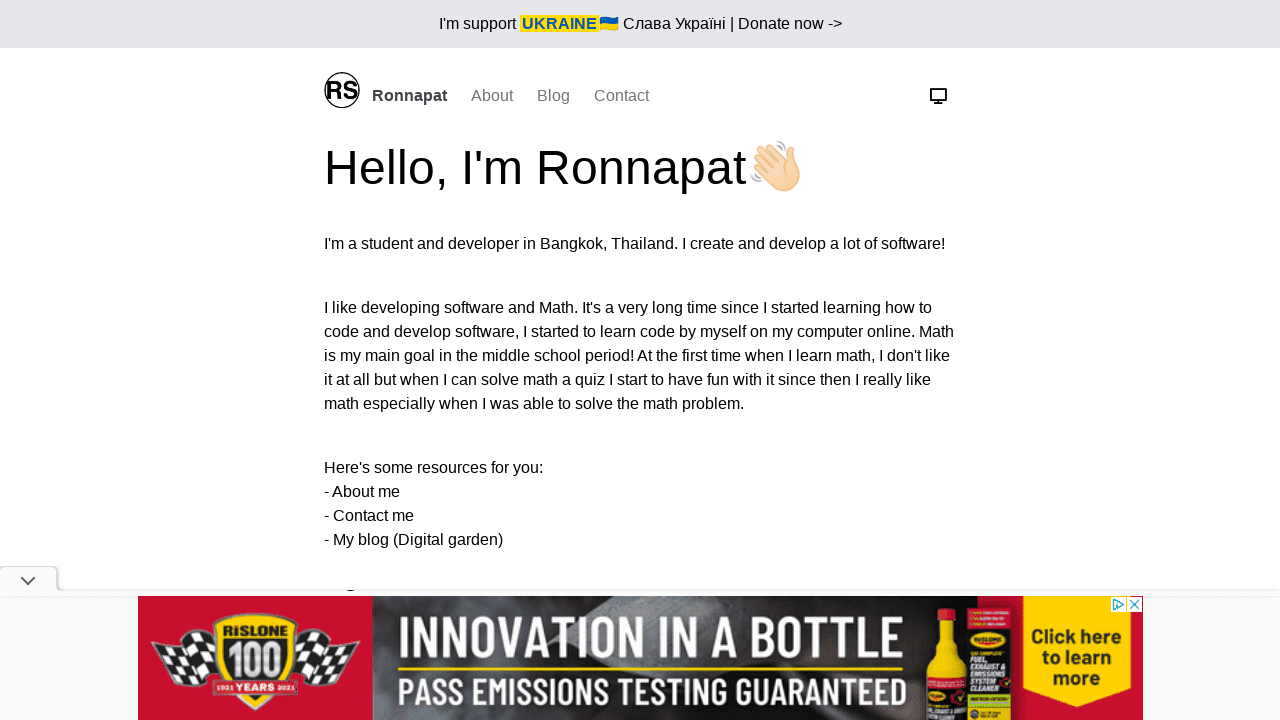 I'm support UKRAINE🇺🇦 Слава Україні | Donate now ->
RS Ronnapat About Blog Contact
Hello, I'm Ronnapat👋🏻
I'm a student and developer in Bangkok, Thailand. I create and develop a lot of software!
I like developing software and Math. It's a very long time since I started learning how to
code and develop software, I started to learn code by myself on my computer online. Math
is my main goal in the middle school period! At the first time when I learn math, I don't like
it at all but when I can solve math a quiz I start to have fun with it since then I really like
math especially when I was able to solve the math problem.
Here's some resources for you:
- About me
- Contact me
- My blog (Digital garden)
RISLONE
100
1921 YEARS 2021
INNOVATION IN A BOTTLE
PASS EMISSIONS TESTING GUARANTEED
RISLONE
FUEL,
EXHAUST &
EMISSIONS
SYSTEM
CLEANER
Click here
to learn
more